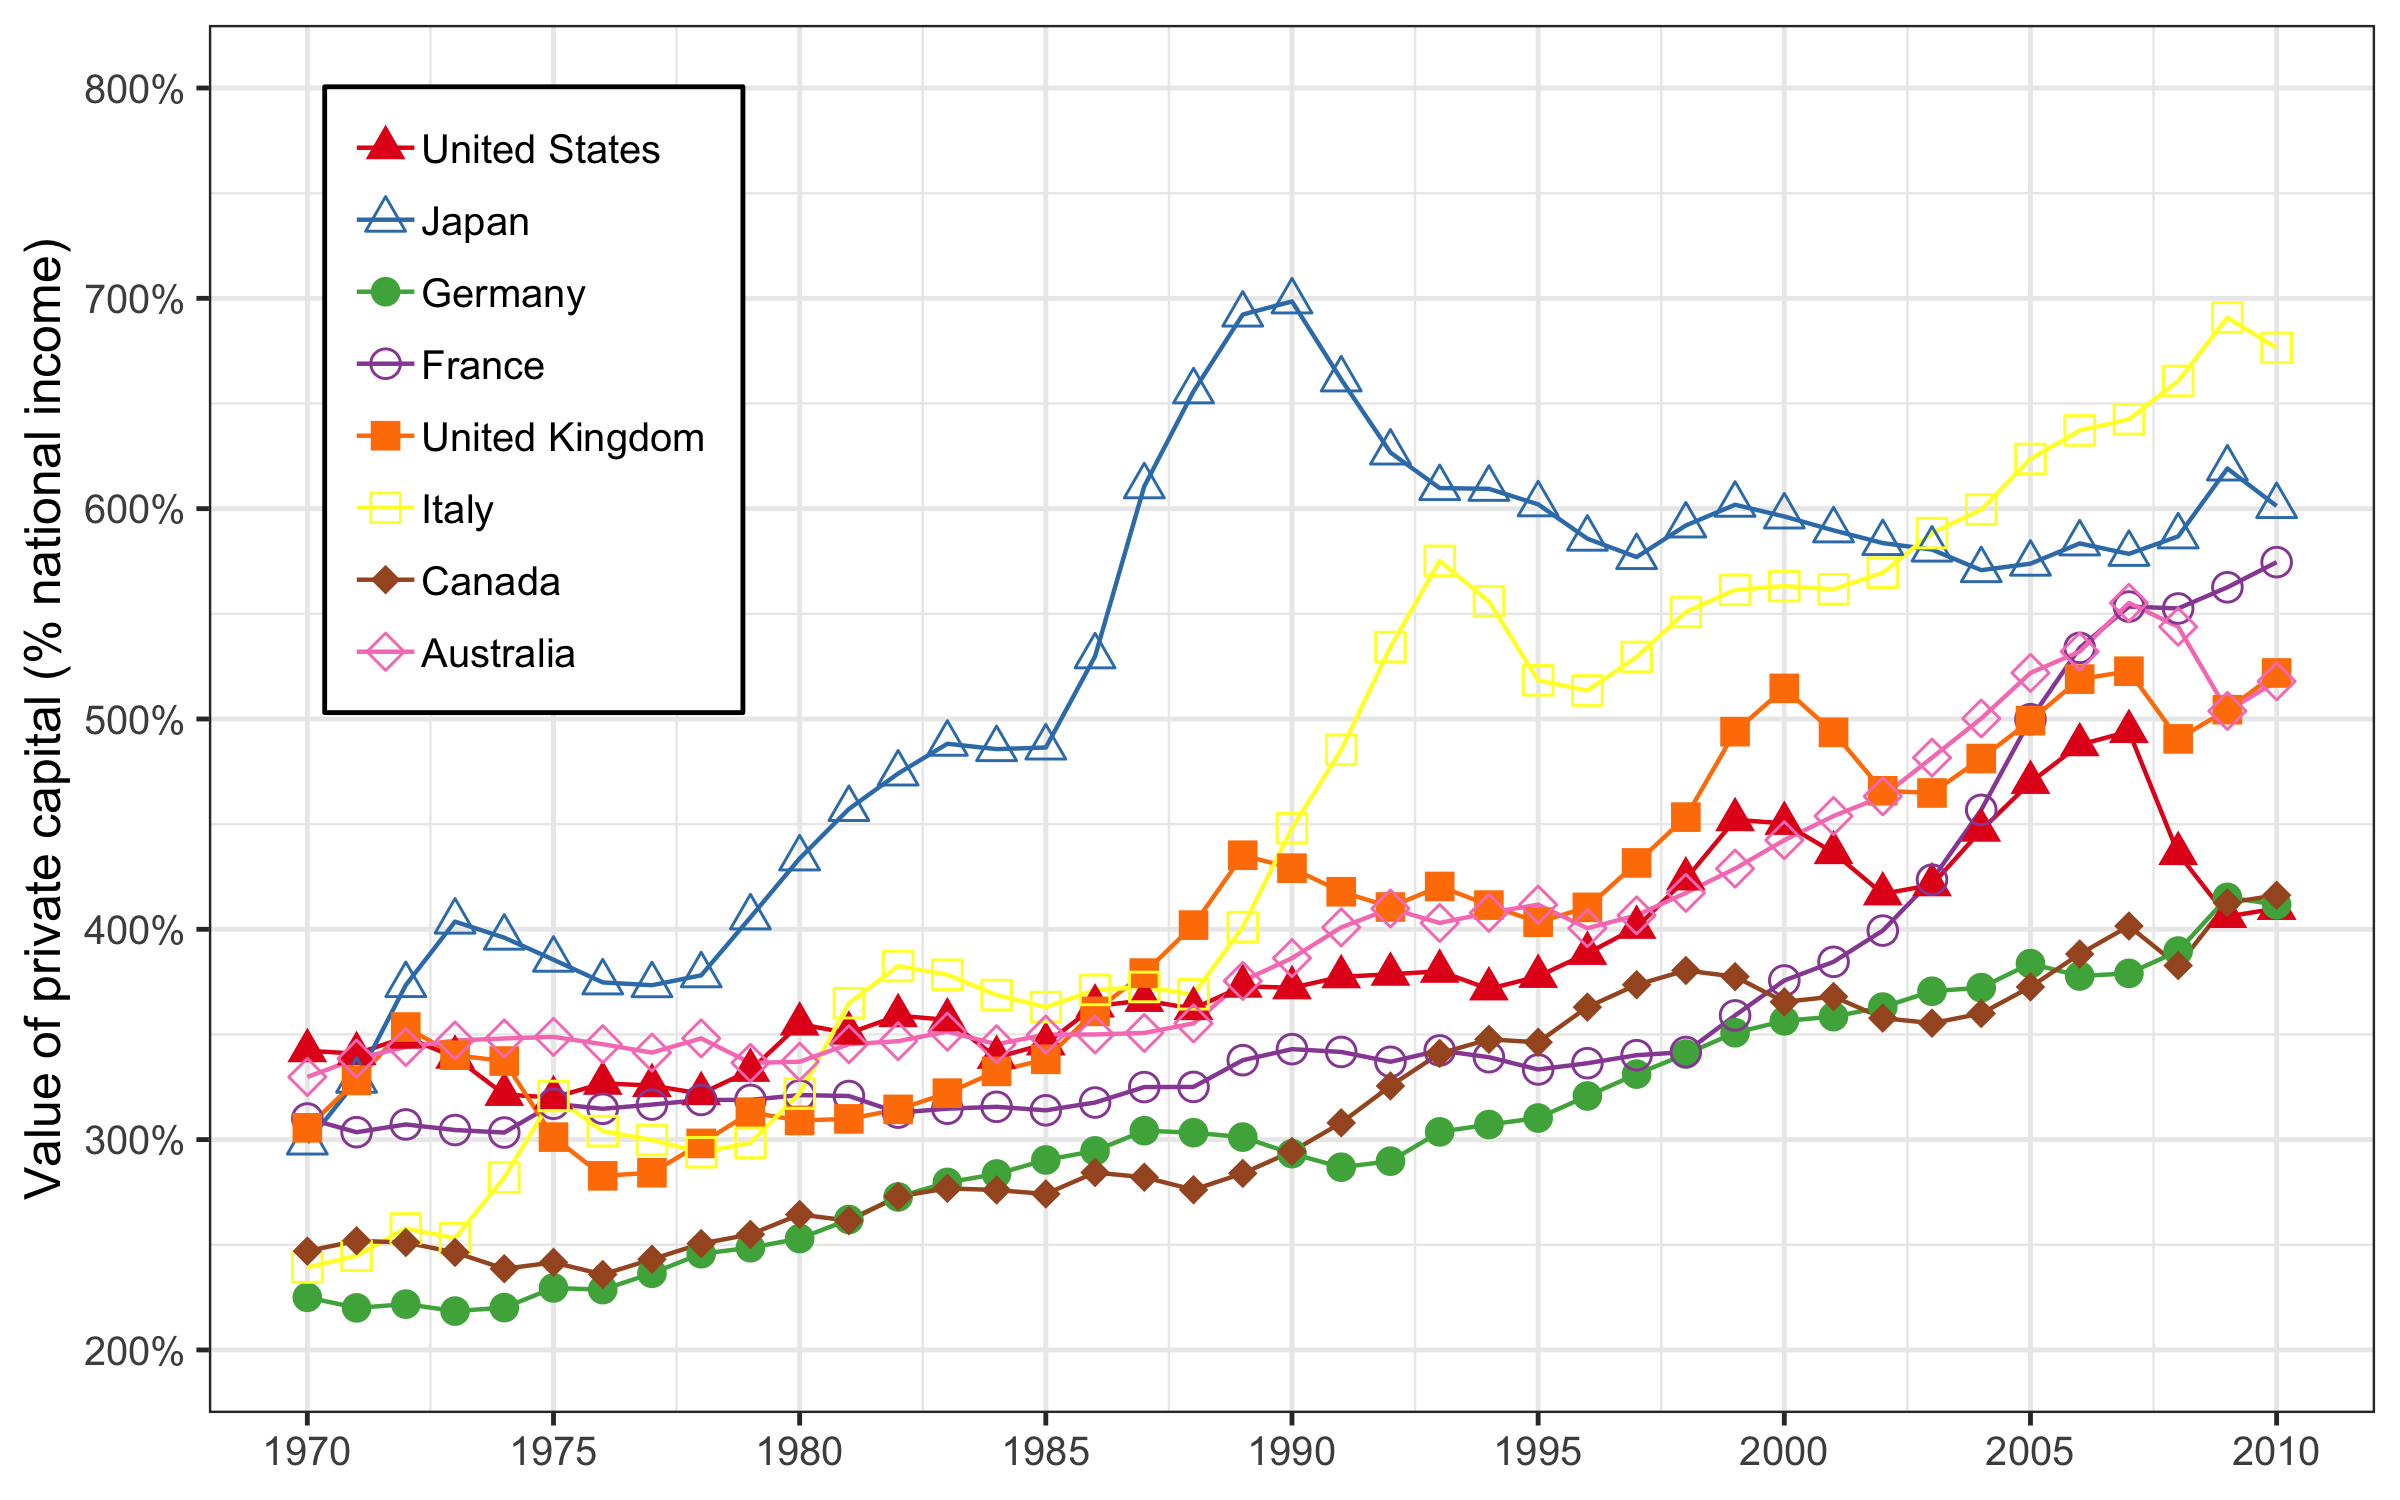 Value of private capital (% national income)
800%
700%
600%
500%
400%
300%
200%
United States
Japan
Germany
France
United Kingdom
Italy
Canada
Australia
1970 1975 1980 1985 1990 1995 2000 2005 2010